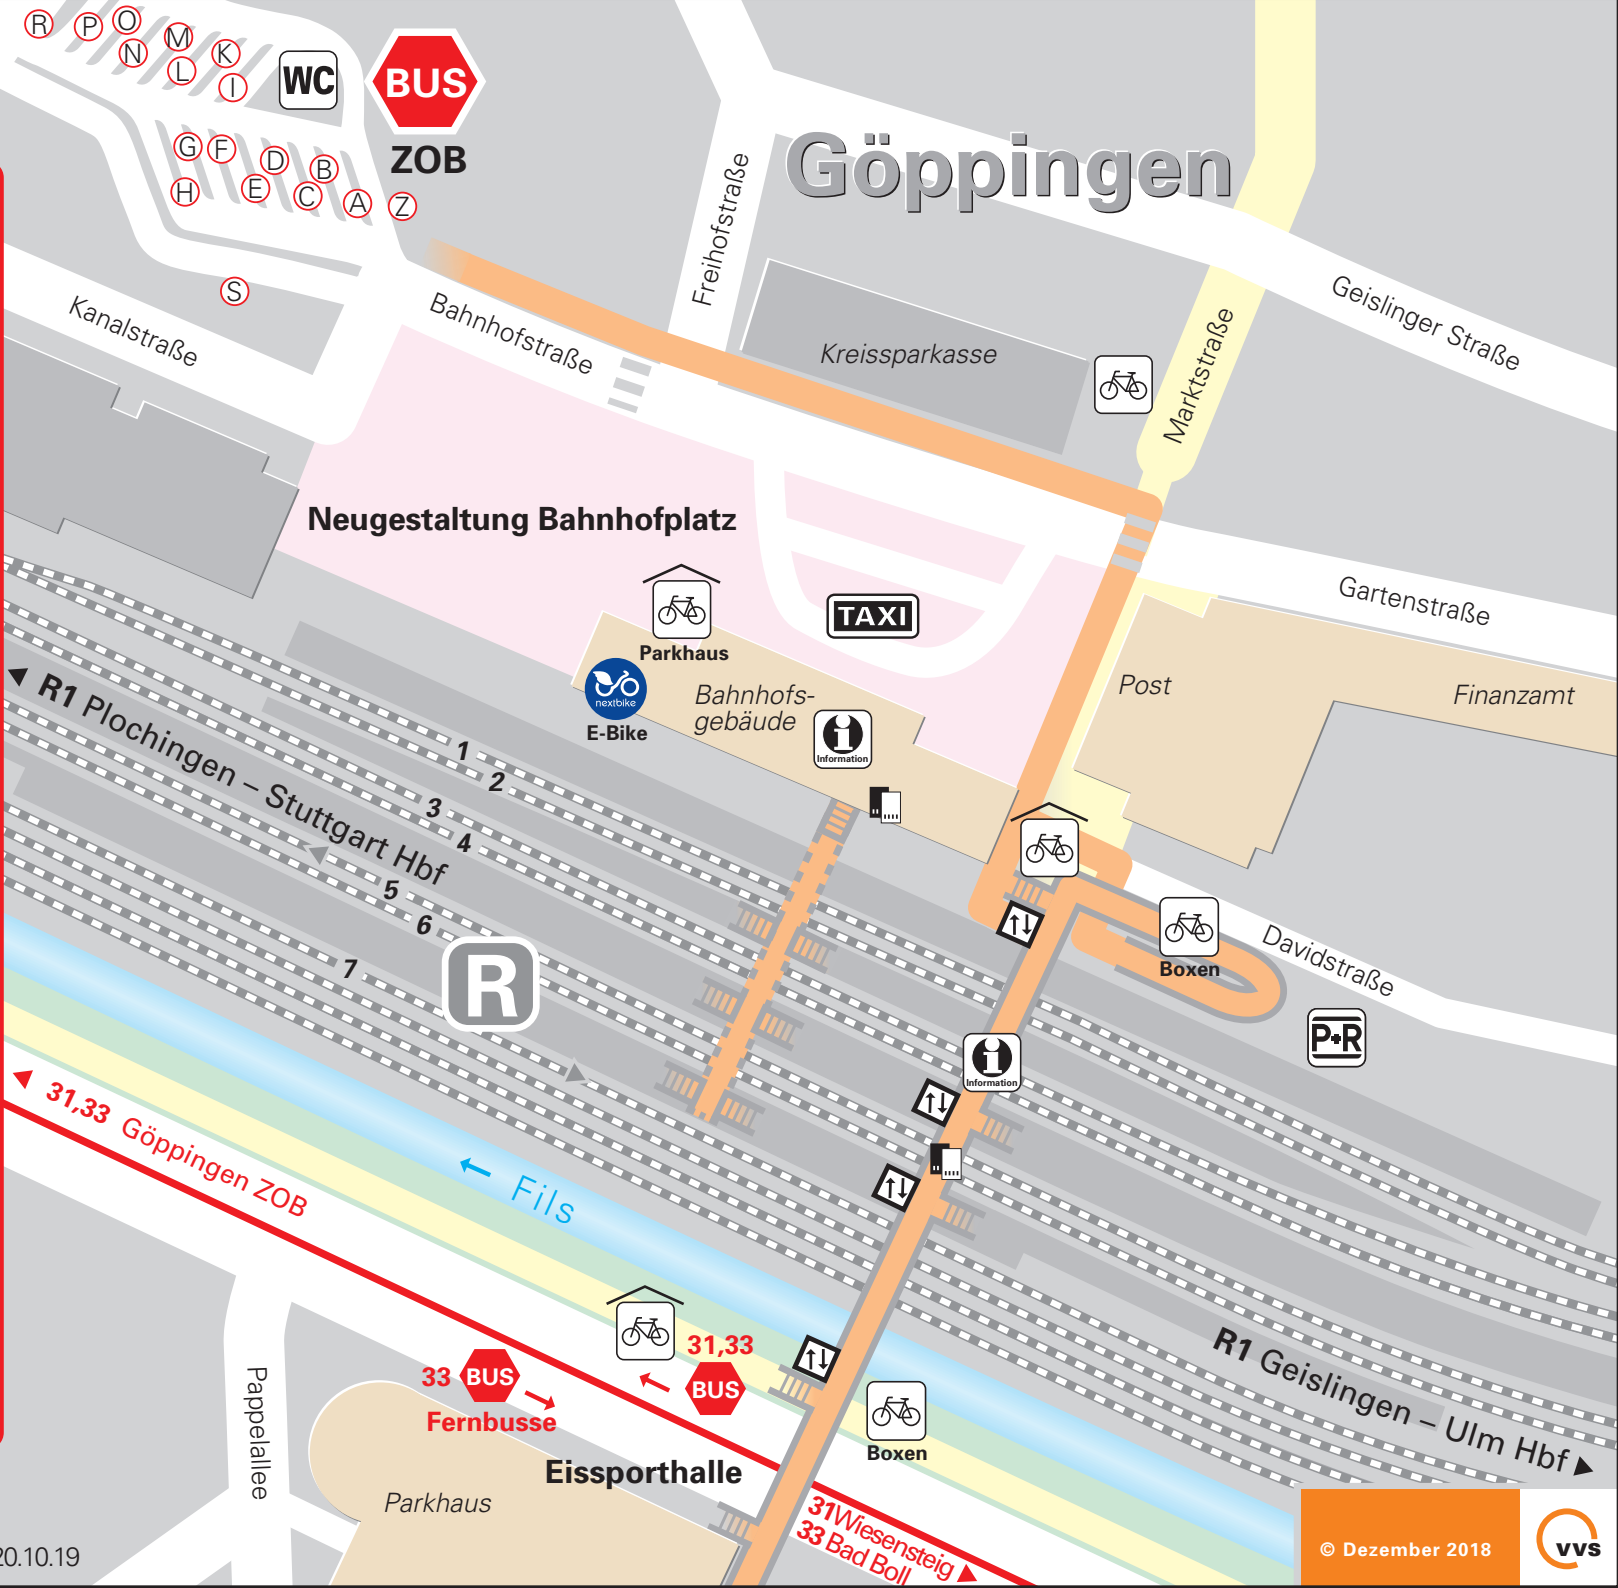 R
P
O
N
M
L
K
I
WC
BUS
ZOB
G
F
D
B
H
E
C
A
Z
S
Göppingen
Freihofstraße
Kanalstraße
Bahnhofstraße
Kreissparkasse
Marktstraße
Geislinger Straße
Neugestaltung Bahnhofplatz
Gartenstraße
TAXI
Parkhaus
nextbike
E-Bike
Bahnhofs-
gebäude
Information
Post
Finanzamt
R1 Plochingen – Stuttgart Hbf
1
2
3
4
5
6
7
R
Boxen
Davidstraße
P+R
Information
31,33 Göppingen ZOB
Fils
31,33
BUS
33
BUS
Fernbusse
Boxen
R1 Geislingen – Ulm Hbf
Pappelallee
Eissporthalle
Parkhaus
31 Wiesensteig
33 Bad Boll
20.10.19
© Dezember 2018
vvs